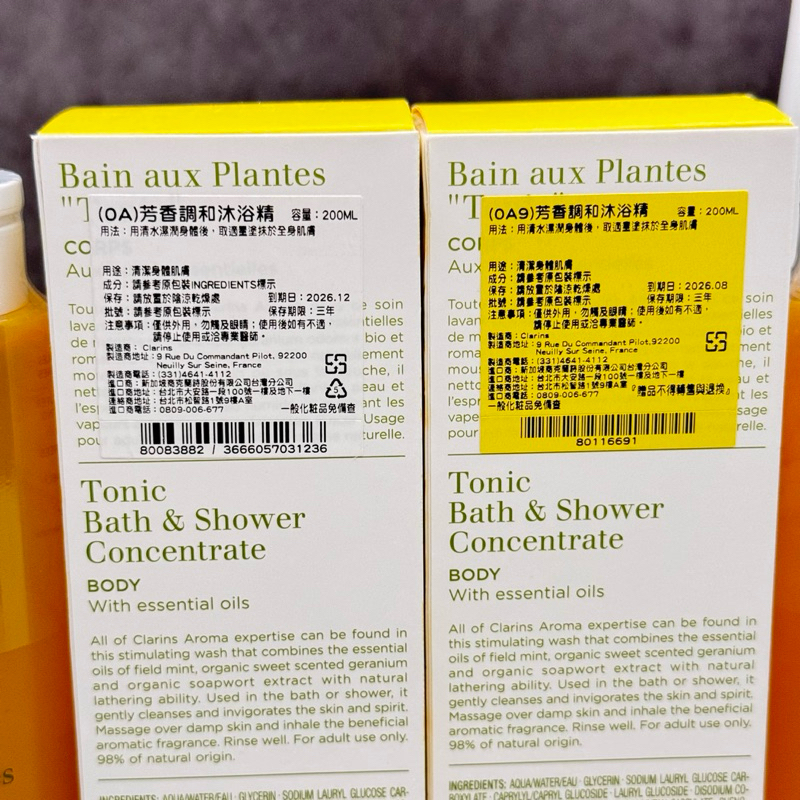 Bain aux Plantes
"T
(0A)芳香調和沐浴精 容量：200ML
用法：用清水濕潤身體後，取適量塗抹於全身肌膚
CORPS
Au
用途：清潔身體肌膚
成分：請參考原包裝INGREDIENTS標示
保存：請放置於陰涼乾燥處 到期日：2026.12
批號：請參考原包裝標示 保存期限：三年
注意事項：僅供外用，勿觸及眼睛；使用後如有不適，
請停止使用或洽專業醫師。
製造商：Clarins
製造商地址：9 Rue Du Commandant Pilot, 92200
Neuilly Sur Seine, France
製造商電話：(331)4641-4112
進口商：新加坡商克蘭詩股份有限公司台灣分公司
進口商地址：台北市大安區瑞安街一段100號一樓及地下一樓
連絡商地址：台北市松智路1號9樓A室
進口商電話：0809-006-677 一般化粧品免備查
80083882 / 3666057031236
Tonic
Bath & Shower
Concentrate
BODY
With essential oils
All of Clarins Aroma expertise can be found in
this stimulating wash that combines the essential
oils of field mint, organic sweet scented geranium
and organic soapwort extract with natural
lathering ability. Used in the bath or shower, it
gently cleanses and invigorates the skin and spirit.
Massage over damp skin and inhale the beneficial
aromatic fragrance. Rinse well. For adult use only.
98% of natural origin.
INGREDIENTS: AQUA/WATER/EAU · GLYCERIN · SODIUM LAURYL GLUCOSE CAR-
Bain aux Plantes
"T
(0A9)芳香調和沐浴精 容量：200ML
用法：用清水濕潤身體後，取適量塗抹於全身肌膚
用途：清潔身體肌膚
成分：請參考原包裝標示
保存：請放置於陰涼乾燥處 到期日：2026.08
批號：請參考原包裝標示 保存期限：三年
注意事項：僅供外用，勿觸及眼睛；使用後如有不適，
請停止使用或洽專業醫師。
製造商：Clarins
製造商地址：9 Rue Du Commandant Pilot,92200
Neuilly Sur Seine, France
製造商電話：(331)4641-4112
進口商：新加坡商克蘭詩股份有限公司台灣分公司
連絡商地址：台北市松智路1號9樓A室 『贈品不得轉售與退換』
進口商電話：0809-006-677
一般化粧品免備查
80116691
Tonic
Bath & Shower
Concentrate
BODY
With essential oils
All of Clarins Aroma expertise can be found in
this stimulating wash that combines the essential
oils of field mint, organic sweet scented geranium
and organic soapwort extract with natural
lathering ability. Used in the bath or shower, it
gently cleanses and invigorates the skin and spirit.
Massage over damp skin and inhale the beneficial
aromatic fragrance. Rinse well. For adult use only.
98% of natural origin.
INGREDIENTS: AQUA/WATER/EAU · GLYCERIN · SODIUM LAURYL GLUCOSE CAR-
BOXYLATE · CAPRYLYL/CAPRYL GLUCOSIDE · LAURYL GLUCOSIDE · DISODIUM CO-